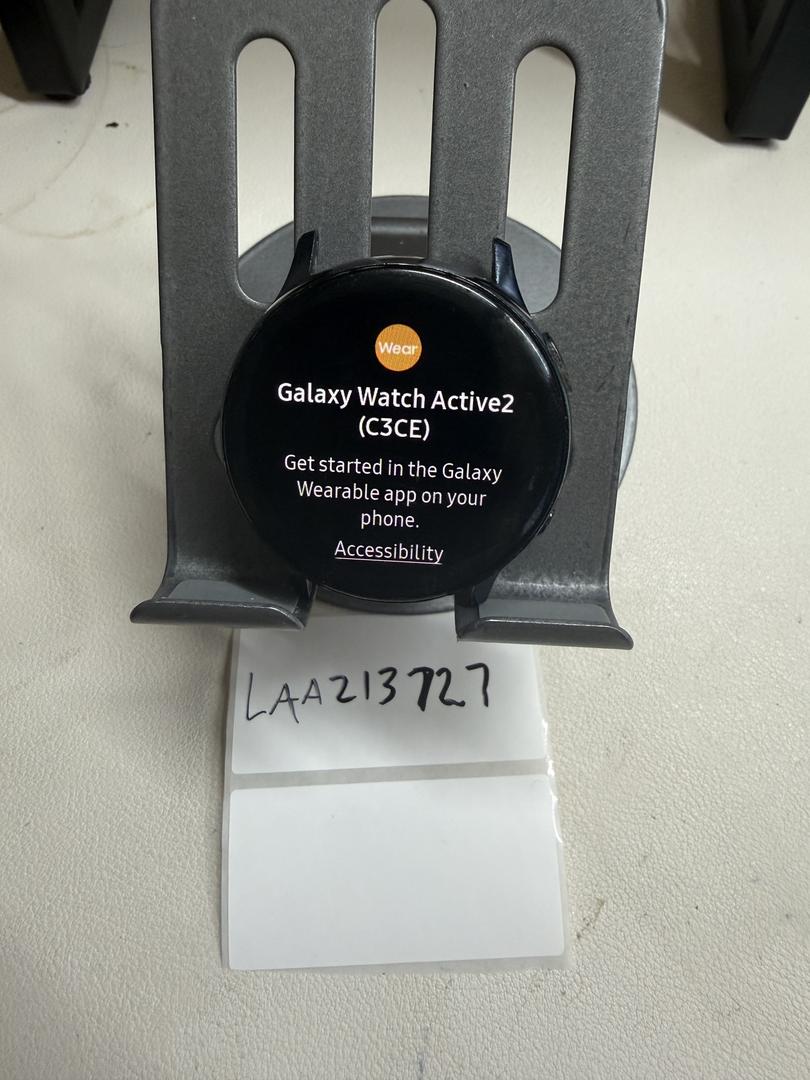 Wear
Galaxy Watch Active2
(C3CE)
Get started in the Galaxy
Wearable app on your
phone.
Accessibility
LAA213727